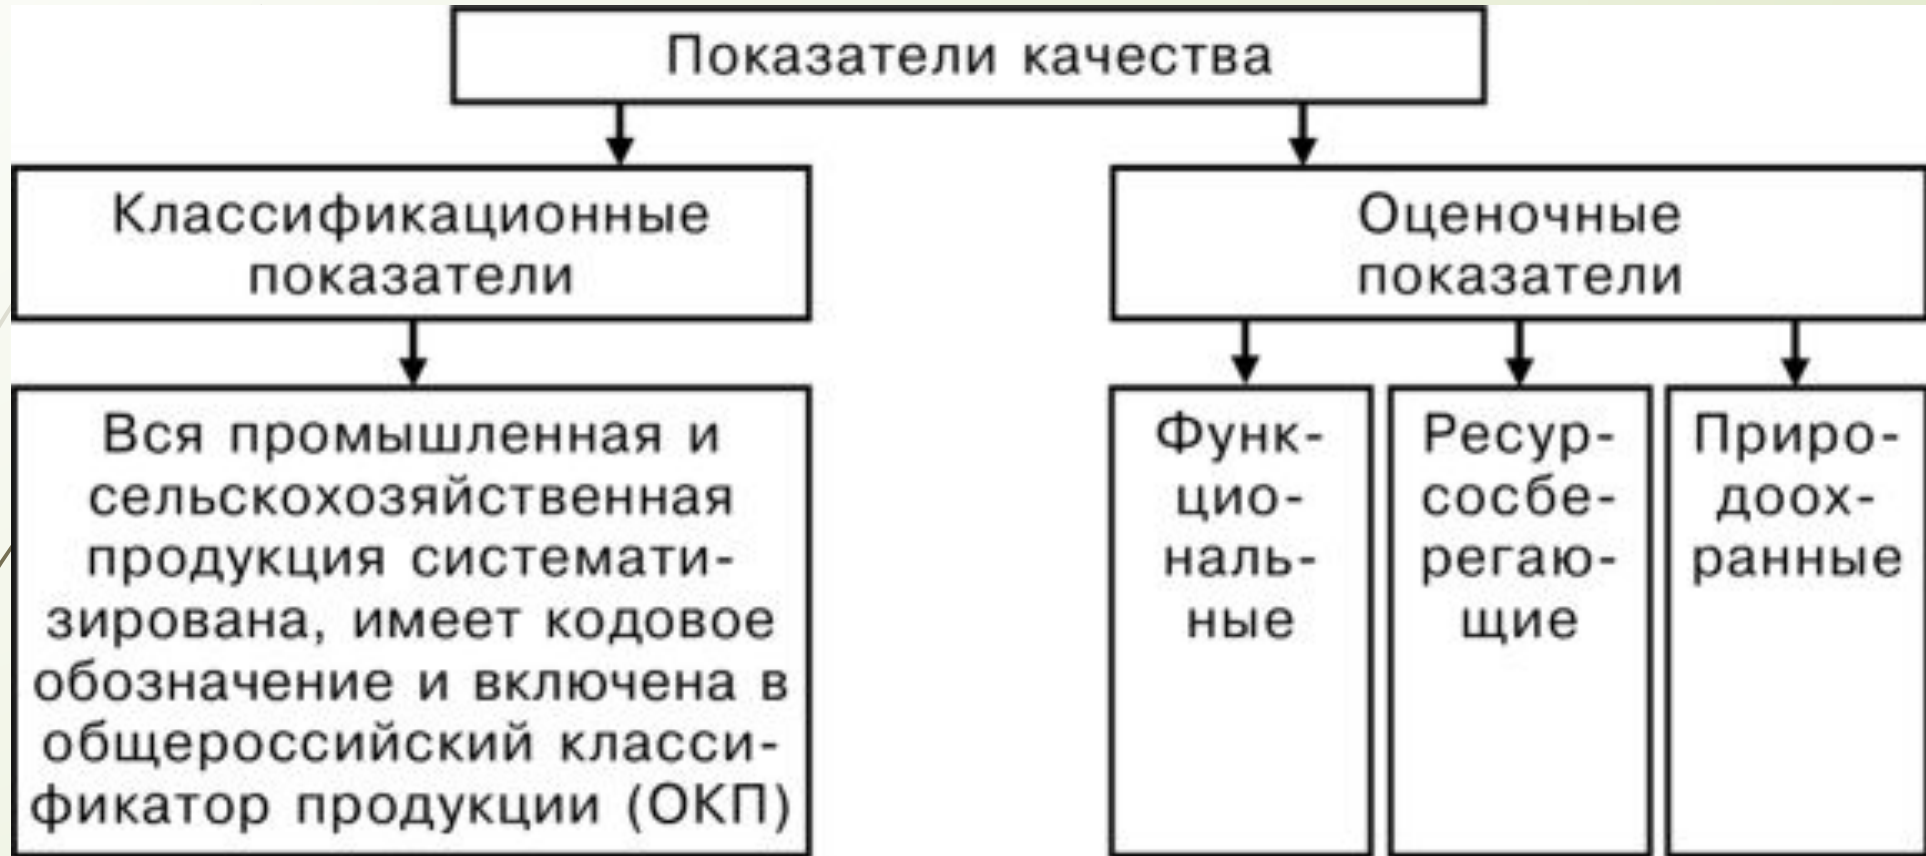 Показатели качества
Классификационные
показатели
Оценочные
показатели
Вся промышленная и
сельскохозяйственная
продукция системати-
зирована, имеет кодовое
обозначение и включена в
общероссийский класси-
фикатор продукции (ОКП)
Функ-
цио-
наль-
ные
Ресур-
сосбе-
регаю-
щие
Приро-
доох-
ранные